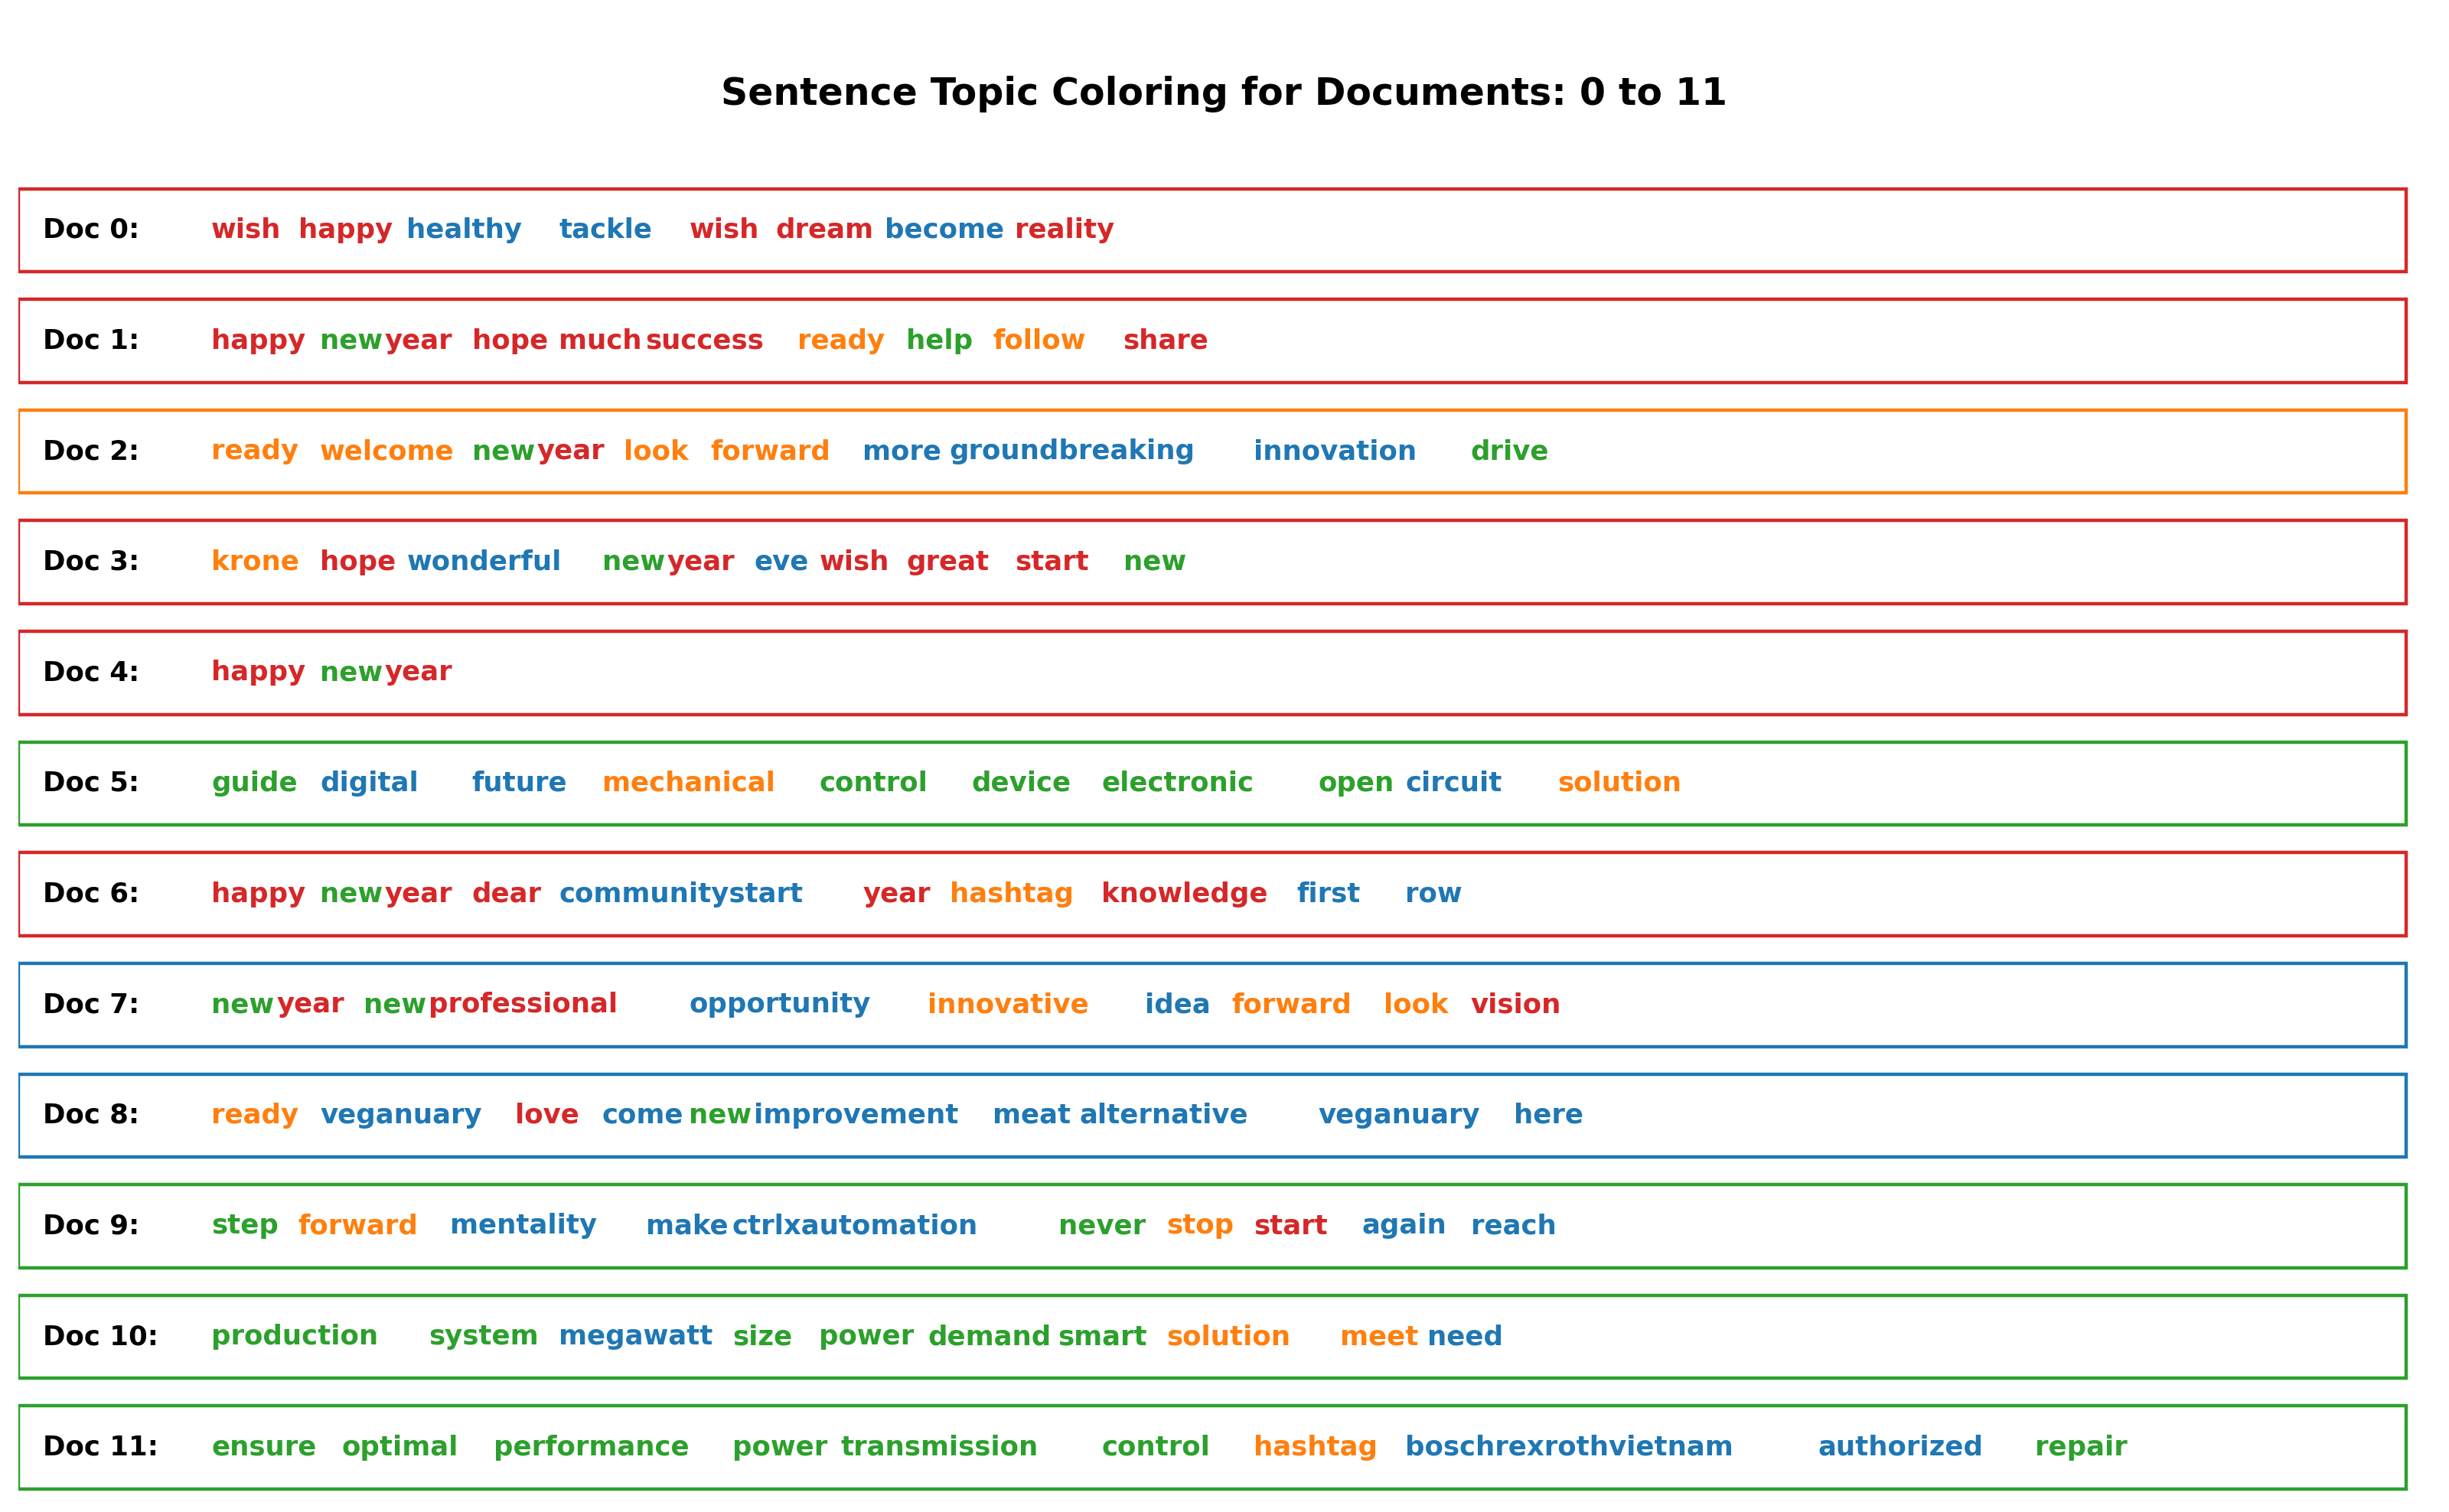 Sentence Topic Coloring for Documents: 0 to 11
Doc 0: wish happy healthy tackle wish dream become reality
Doc 1: happy new year hope much success ready help follow share
Doc 2: ready welcome new year look forward more groundbreaking innovation drive
Doc 3: krone hope wonderful new year eve wish great start new
Doc 4: happy new year
Doc 5: guide digital future mechanical control device electronic open circuit solution
Doc 6: happy new year dear communitystart year hashtag knowledge first row
Doc 7: new year new professional opportunity innovative idea forward look vision
Doc 8: ready veganuary love come new improvement meat alternative veganuary here
Doc 9: step forward mentality make ctrlxautomation never stop start again reach
Doc 10: production system megawatt size power demand smart solution meet need
Doc 11: ensure optimal performance power transmission control hashtag boschrexrothvietnam authorized repair